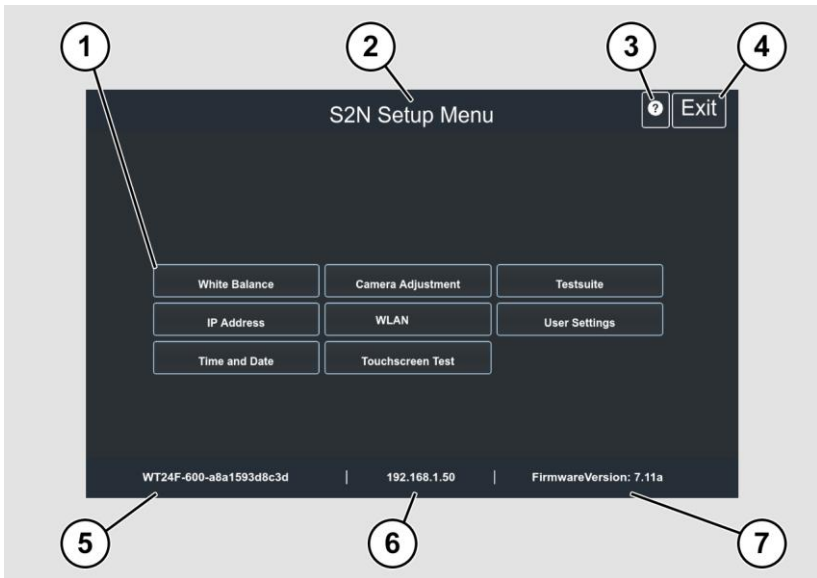 1 2 3 4
S2N Setup Menu ? Exit
White Balance Camera Adjustment Testsuite
IP Address WLAN User Settings
Time and Date Touchscreen Test
WT24F-600-a8a1593d8c3d | 192.168.1.50 | FirmwareVersion: 7.11a
5 6 7